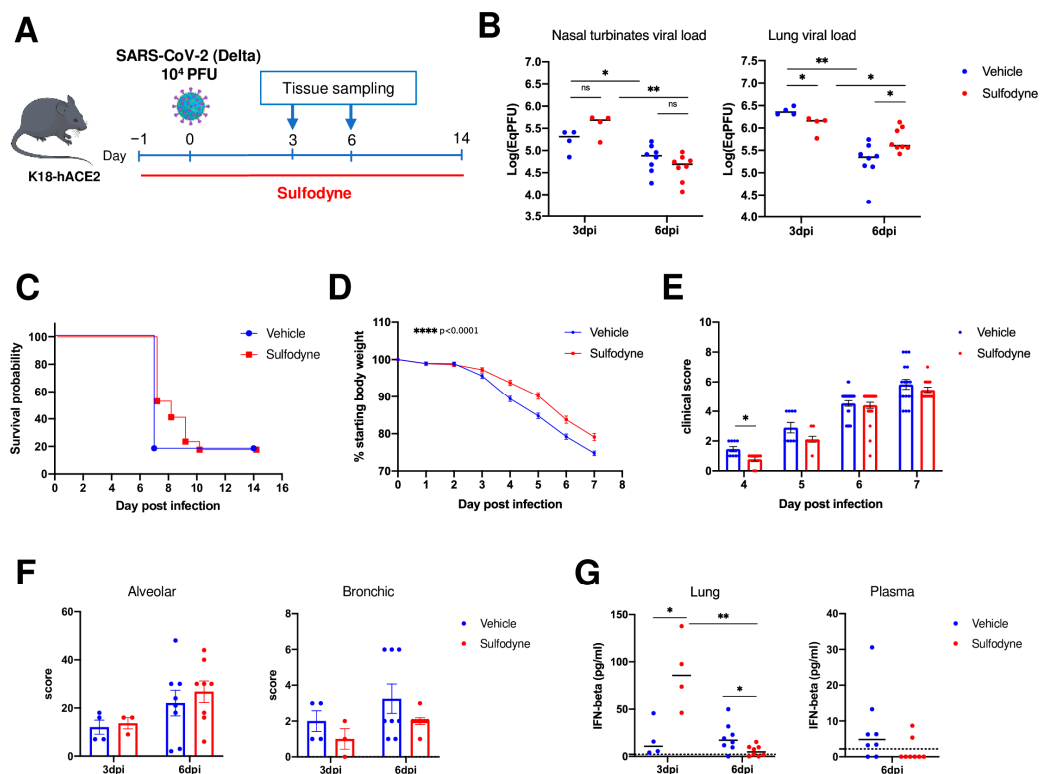 A
SARS-CoV-2 (Delta)
10⁴ PFU
Tissue sampling
−1 0 3 6 14
Day
K18-hACE2
Sulfodyne
B
Nasal turbinates viral load
Log(EqPFU)
7.0
6.5
6.0
5.5
5.0
4.5
4.0
3.5
* ns ** ns
3dpi 6dpi
Lung viral load
Log(EqPFU)
7.5
7.0
6.5
6.0
5.5
5.0
4.5
4.0
** * * *
3dpi 6dpi
Vehicle
Sulfodyne
C
Survival probability
100
80
60
40
20
0
0 2 4 6 8 10 12 14 16
Day post infection
Vehicle
Sulfodyne
D
% starting body weight
110
100
90
80
70
**** p<0.0001
0 1 2 3 4 5 6 7 8
Day post infection
Vehicle
Sulfodyne
E
clinical score
10
8
6
4
2
0
*
4 5 6 7
Day post infection
Vehicle
Sulfodyne
F
Alveolar
score
60
40
20
0
3dpi 6dpi
Bronchic
score
8
6
4
2
0
3dpi 6dpi
Vehicle
Sulfodyne
G
Lung
IFN-beta (pg/ml)
150
100
50
0
* ** *
3dpi 6dpi
Plasma
IFN-beta (pg/ml)
40
30
20
10
0
6dpi
Vehicle
Sulfodyne